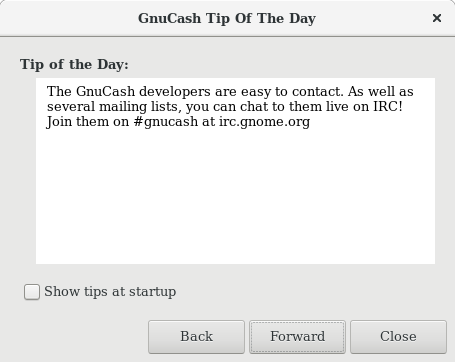 GnuCash Tip Of The Day
Tip of the Day:
The GnuCash developers are easy to contact. As well as
several mailing lists, you can chat to them live on IRC!
Join them on #gnucash at irc.gnome.org
Show tips at startup
Back Forward Close